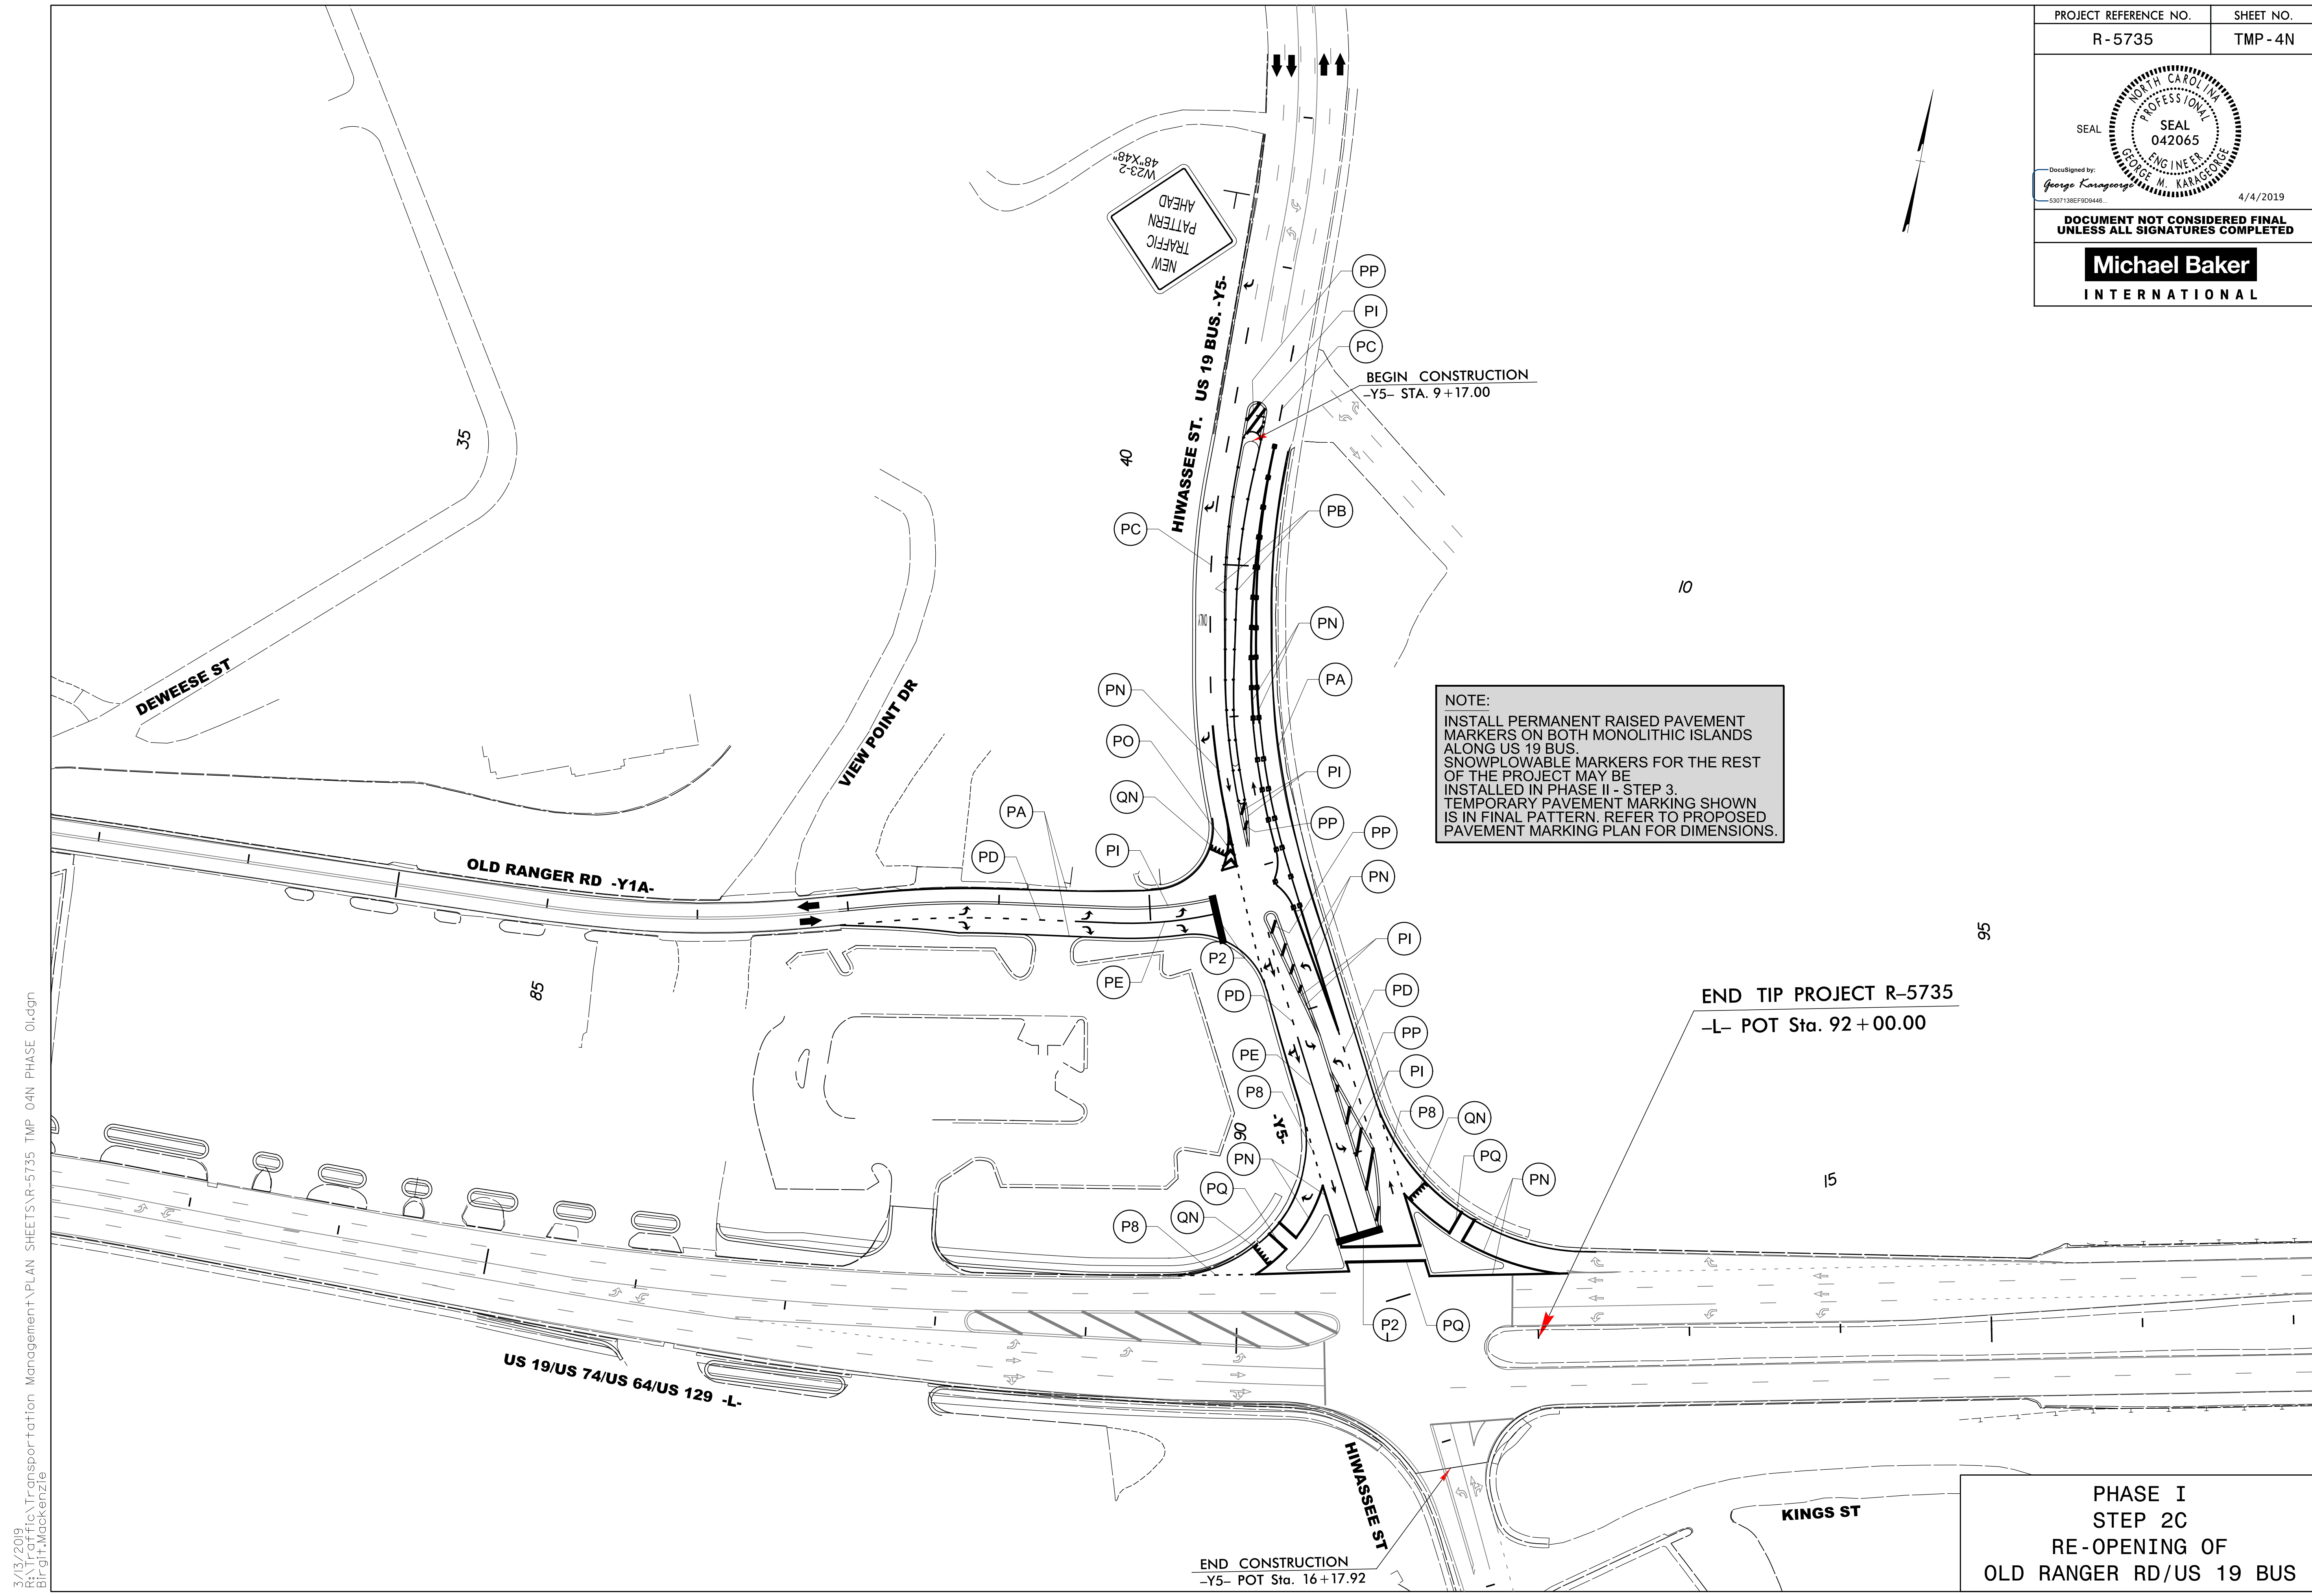 PROJECT REFERENCE NO.
SHEET NO.
R-5735
TMP-4N
NORTH CAROLINA
PROFESSIONAL
SEAL
SEAL
042065
ENGINEER
GEORGE M. KARAGEORGE
DocuSigned by:
George Karageorge
5307138EF9D9446...
4/4/2019
DOCUMENT NOT CONSIDERED FINAL
UNLESS ALL SIGNATURES COMPLETED
Michael Baker
INTERNATIONAL
W23-2
48"X48"
NEW
TRAFFIC
PATTERN
AHEAD
HIWASSEE ST. US 19 BUS. -Y5-
PP
PI
PC
BEGIN CONSTRUCTION
-Y5- STA. 9+17.00
35
40
PC
PB
10
ONLY
PN
DEWEESE ST
VIEW POINT DR
PN
PA
NOTE:
INSTALL PERMANENT RAISED PAVEMENT
MARKERS ON BOTH MONOLITHIC ISLANDS
ALONG US 19 BUS.
SNOWPLOWABLE MARKERS FOR THE REST
OF THE PROJECT MAY BE
INSTALLED IN PHASE II - STEP 3.
TEMPORARY PAVEMENT MARKING SHOWN
IS IN FINAL PATTERN. REFER TO PROPOSED
PAVEMENT MARKING PLAN FOR DIMENSIONS.
PO
PI
QN
PA
PP
PP
PI
PD
OLD RANGER RD -Y1A-
PN
95
PI
P2
PE
85
PD
PD
END TIP PROJECT R-5735
-L- POT Sta. 92+00.00
PP
PE
PI
P8
P8
QN
90
-Y5-
PN
PQ
PQ
PN
15
QN
P8
P2
PQ
US 19/US 74/US 64/US 129 -L-
HIWASSEE ST
KINGS ST
END CONSTRUCTION
-Y5- POT Sta. 16+17.92
PHASE I
STEP 2C
RE-OPENING OF
OLD RANGER RD/US 19 BUS
3/13/2019
R:\Traffic\Transportation Management\PLAN SHEETS\R-5735 TMP 04N PHASE 01.dgn
Birgit.Mackenzie